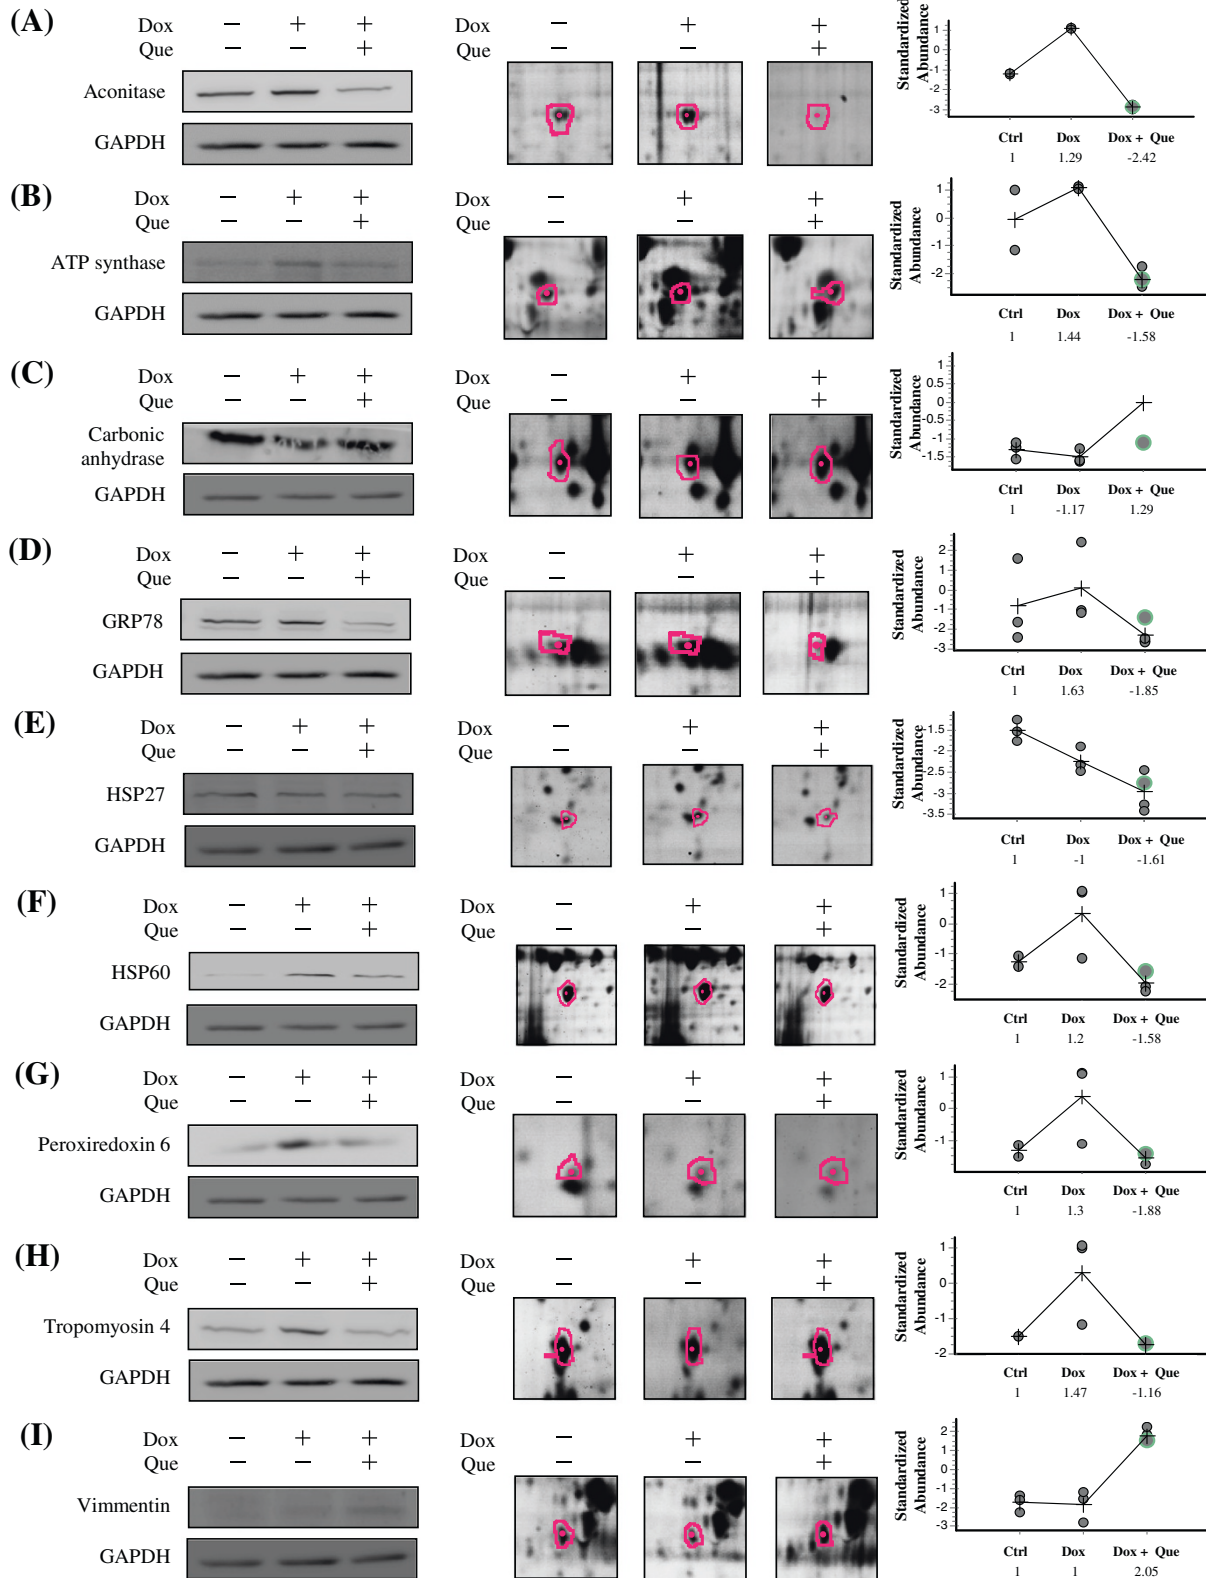 (A)
Dox − + +
Que − − +
Aconitase
GAPDH
Dox − + +
Que − − +
Standardized
Abundance
1
0
-1
-2
-3
Ctrl Dox Dox + Que
1 1.29 -2.42
(B)
Dox − + +
Que − − +
ATP synthase
GAPDH
Dox − + +
Que − − +
Standardized
Abundance
1
0
-1
-2
Ctrl Dox Dox + Que
1 1.44 -1.58
(C)
Dox − + +
Que − − +
Carbonic
anhydrase
GAPDH
Dox − + +
Que − − +
Standardized
Abundance
1
0.5
0
-0.5
-1
-1.5
Ctrl Dox Dox + Que
1 -1.17 1.29
(D)
Dox − + +
Que − − +
GRP78
GAPDH
Dox − + +
Que − − +
Standardized
Abundance
2
1
0
-1
-2
-3
Ctrl Dox Dox + Que
1 1.63 -1.85
(E)
Dox − + +
Que − − +
HSP27
GAPDH
Dox − + +
Que − − +
Standardized
Abundance
-1.5
-2
-2.5
-3
-3.5
Ctrl Dox Dox + Que
1 -1 -1.61
(F)
Dox − + +
Que − − +
HSP60
GAPDH
Dox − + +
Que − − +
Standardized
Abundance
1
0
-1
-2
Ctrl Dox Dox + Que
1 1.2 -1.58
(G)
Dox − + +
Que − − +
Peroxiredoxin 6
GAPDH
Dox − + +
Que − − +
Standardized
Abundance
1
0
-1
Ctrl Dox Dox + Que
1 1.3 -1.88
(H)
Dox − + +
Que − − +
Tropomyosin 4
GAPDH
Dox − + +
Que − − +
Standardized
Abundance
1
0
-1
-2
Ctrl Dox Dox + Que
1 1.47 -1.16
(I)
Dox − + +
Que − − +
Vimmentin
GAPDH
Dox − + +
Que − − +
Standardized
Abundance
2
1
0
-1
-2
-3
Ctrl Dox Dox + Que
1 1 2.05